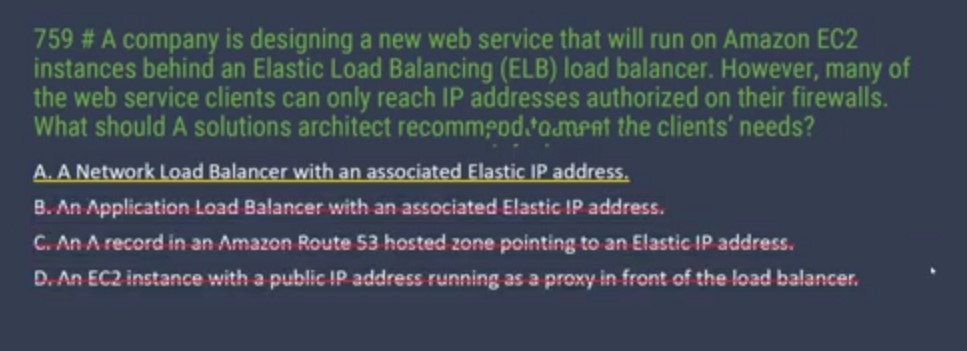 759 # A company is designing a new web service that will run on Amazon EC2
instances behind an Elastic Load Balancing (ELB) load balancer. However, many of
the web service clients can only reach IP addresses authorized on their firewalls.
What should A solutions architect the clients' needs?
A. A Network Load Balancer with an associated Elastic IP address.
B. An Application Load Balancer with an associated Elastic IP address.
C. An A record in an Amazon Route 53 hosted zone pointing to an Elastic IP address.
D. An EC2 instance with a public IP address running as a proxy in front of the load balancer.